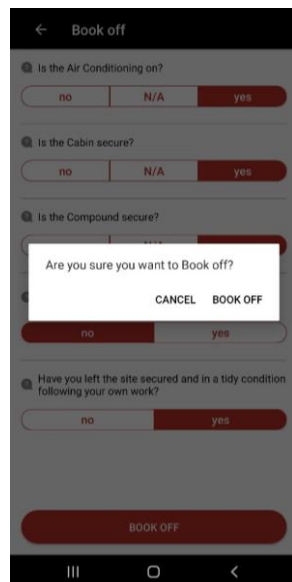 Book off
Is the Air Conditioning on?
no N/A yes
Is the Cabin secure?
no N/A yes
Is the Compound secure?
Are you sure you want to Book off?
CANCEL BOOK OFF
no yes
Have you left the site secured and in a tidy condition
following your own work?
no yes
BOOK OFF